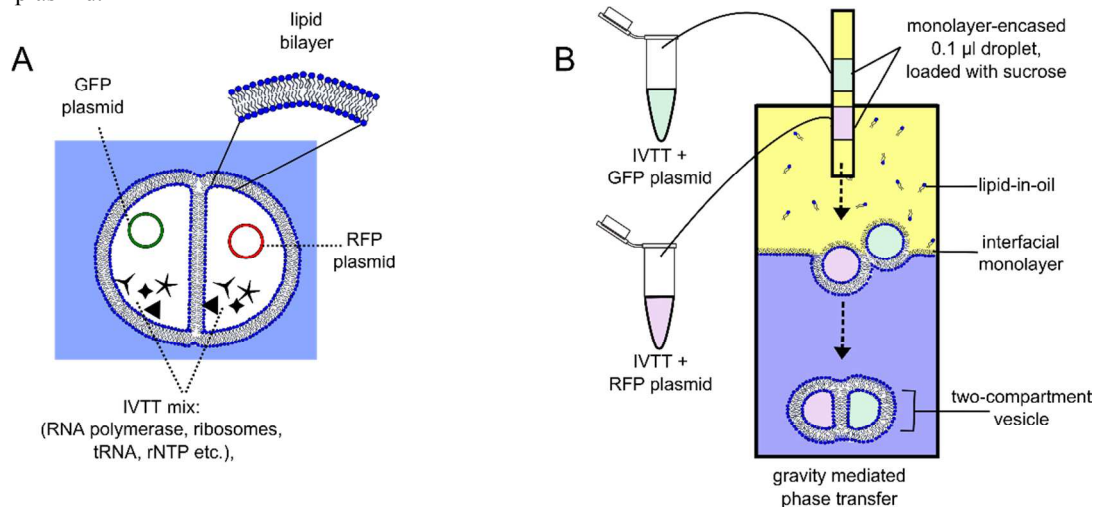 A
GFP
plasmid
lipid
bilayer
RFP
plasmid
IVTT mix:
(RNA polymerase, ribosomes,
tRNA, rNTP etc.),
B
IVTT +
GFP plasmid
IVTT +
RFP plasmid
monolayer-encased
0.1 µl droplet,
loaded with sucrose
lipid-in-oil
interfacial
monolayer
two-compartment
vesicle
gravity mediated
phase transfer